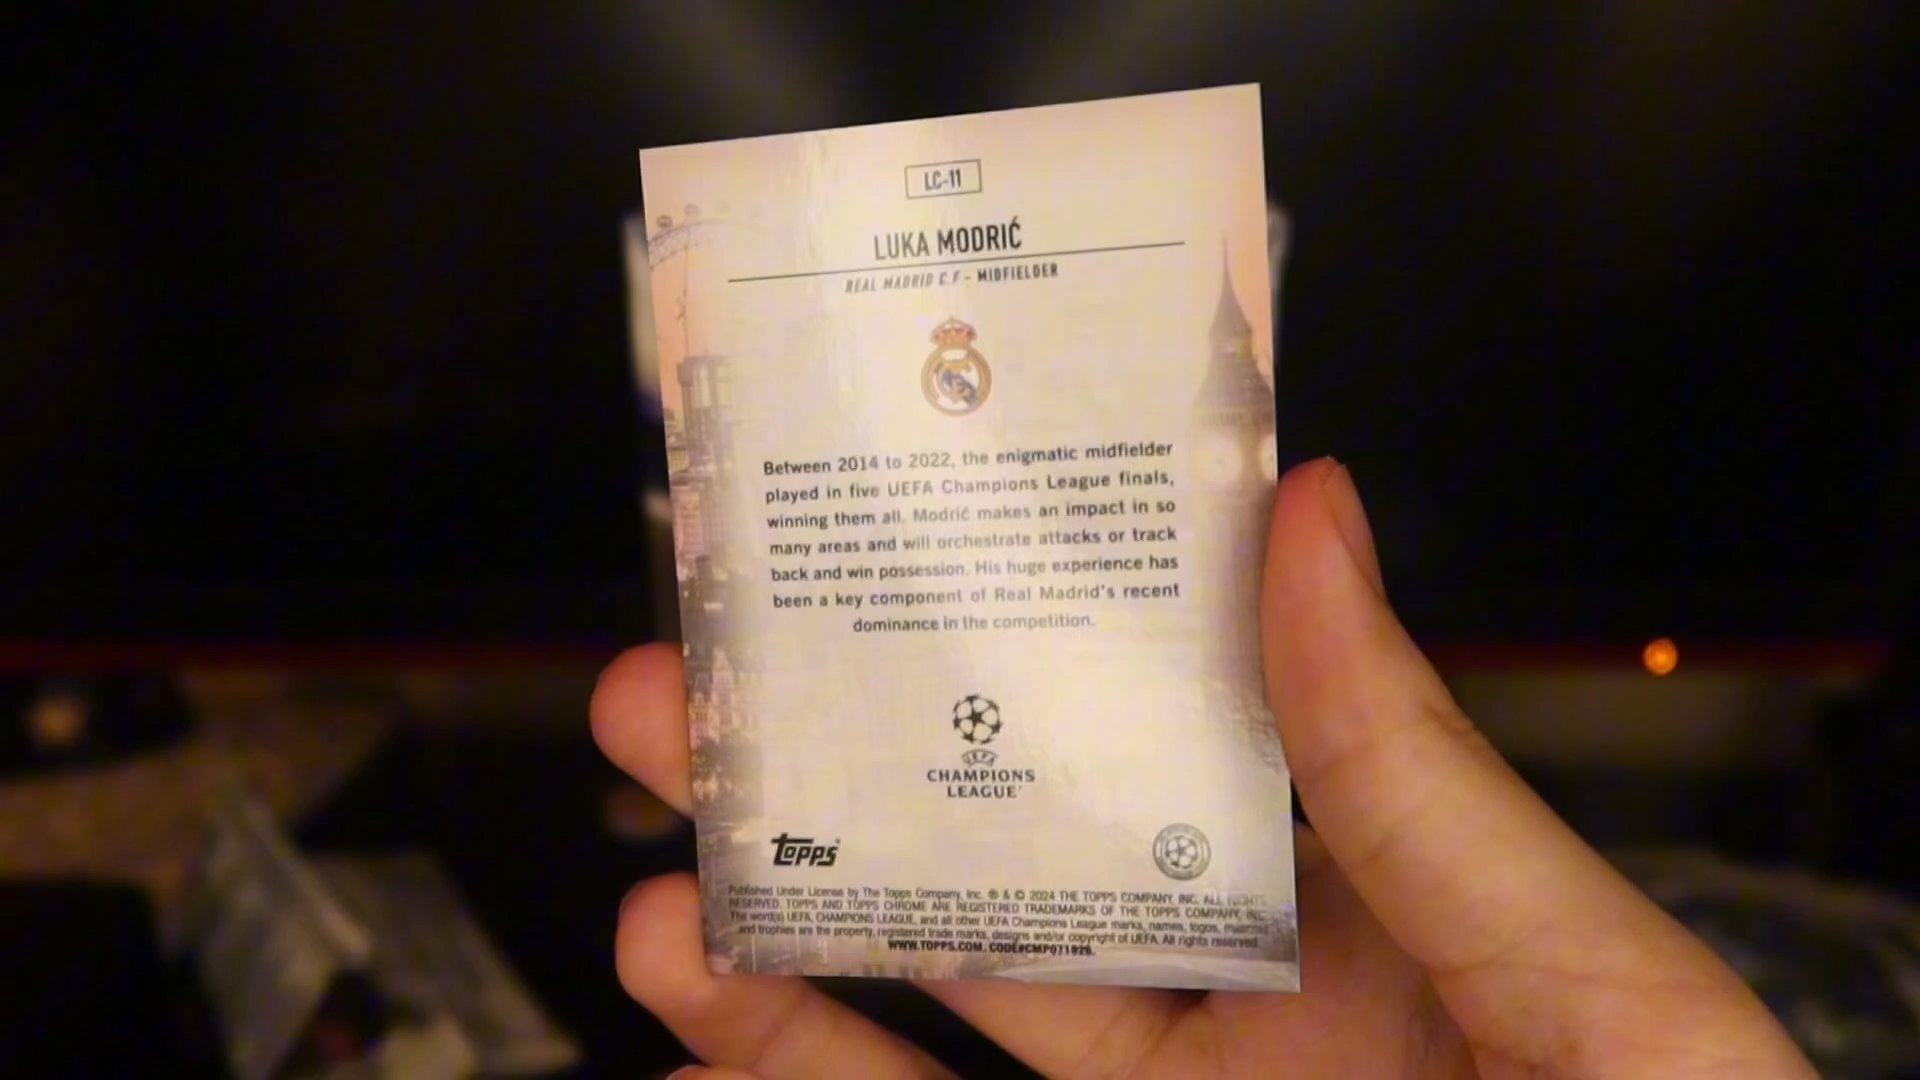 LC-11
LUKA MODRIĆ
REAL MADRID C.F - MIDFIELDER
Between 2014 to 2022, the enigmatic midfielder
played in five UEFA Champions League finals,
winning them all. Modrić makes an impact in so
many areas and will orchestrate attacks or track
back and win possession. His huge experience has
been a key component of Real Madrid's recent
dominance in the competition.
UEFA
CHAMPIONS
LEAGUE
topps
Published Under License by The Topps Company, Inc. ® & © 2024 THE TOPPS COMPANY, INC. ALL RIGHTS
RESERVED. TOPPS AND TOPPS CHROME ARE REGISTERED TRADEMARKS OF THE TOPPS COMPANY, INC.
The word(s) UEFA, CHAMPIONS LEAGUE, and all other UEFA Champions League marks, names, logos,
and trophies are the property, registered trade marks, designs and/or copyright of UEFA. All rights reserved.
WWW.TOPPS.COM. CODE#CMP071926.